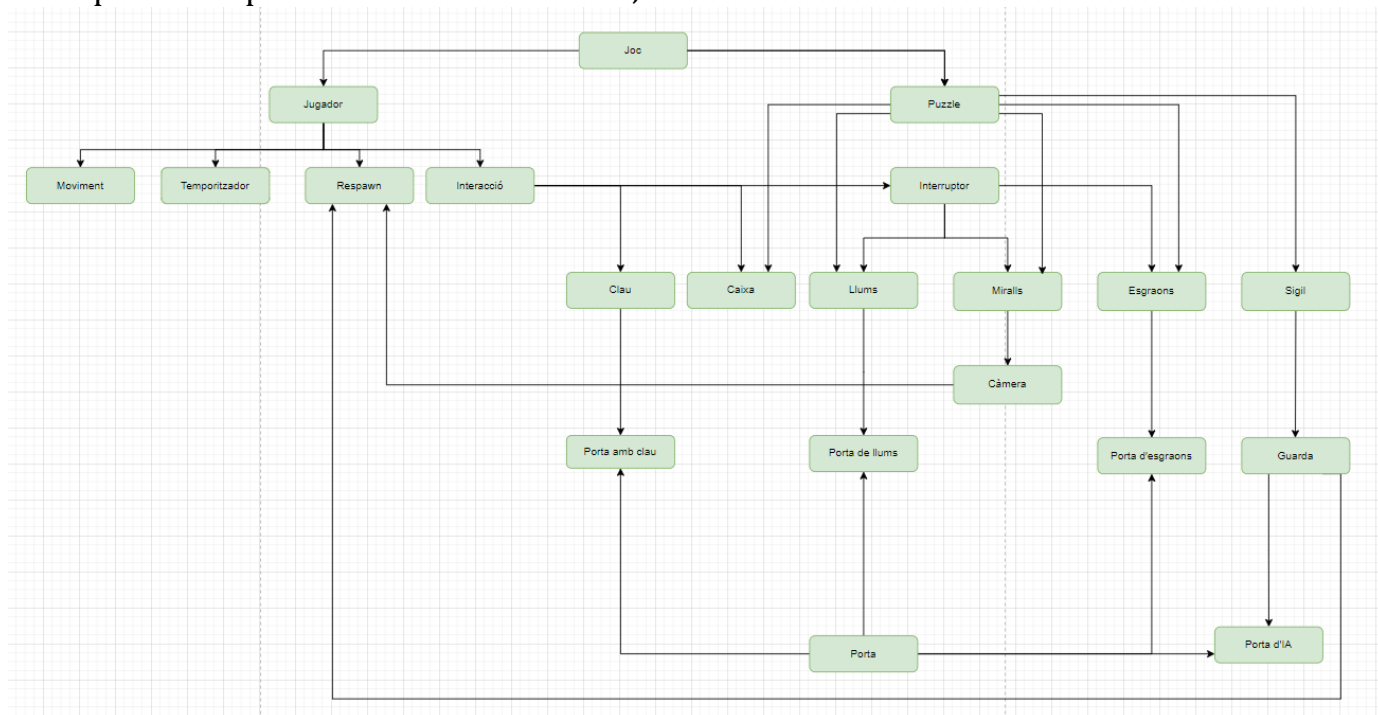 Joc
Jugador
Puzzle
Moviment
Temporitzador
Respawn
Interacció
Interruptor
Clau
Caixa
Llums
Miralls
Esgraons
Sigil
Càmera
Porta amb clau
Porta de llums
Porta d'esgraons
Guarda
Porta d'IA
Porta